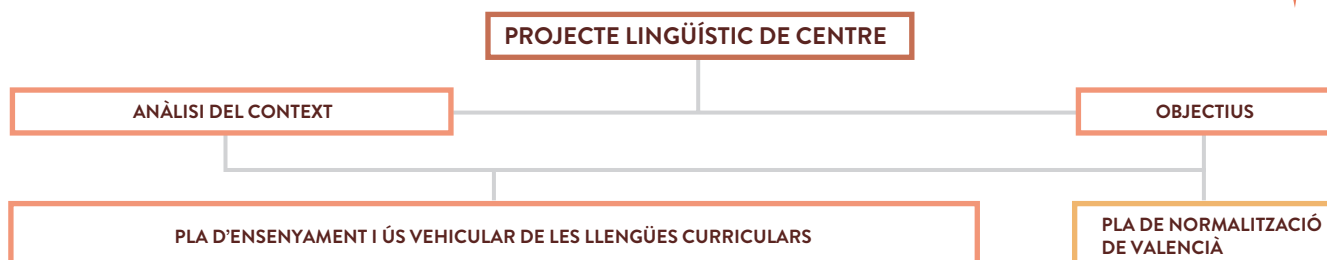 PROJECTE LINGÜÍSTIC DE CENTRE
ANÀLISI DEL CONTEXT
OBJECTIUS
PLA D'ENSENYAMENT I ÚS VEHICULAR DE LES LLENGÜES CURRICULARS
PLA DE NORMALITZACIÓ
DE VALENCIÀ